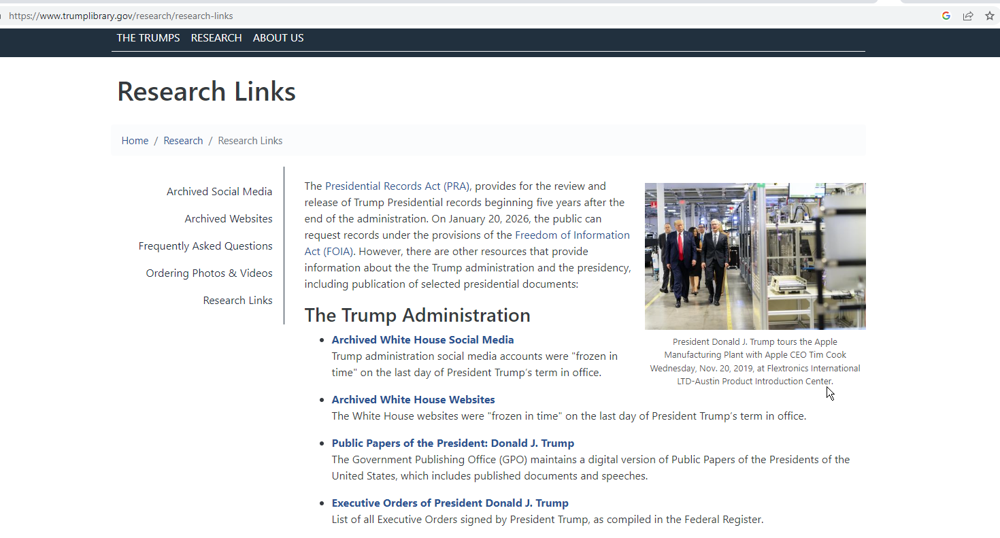 https://www.trumplibrary.gov/research/research-links
THE TRUMPS RESEARCH ABOUT US
Research Links
Home / Research / Research Links
Archived Social Media
Archived Websites
Frequently Asked Questions
Ordering Photos & Videos
Research Links
The Presidential Records Act (PRA), provides for the review and
release of Trump Presidential records beginning five years after the
end of the administration. On January 20, 2026, the public can
request records under the provisions of the Freedom of Information
Act (FOIA). However, there are other resources that provide
information about the the Trump administration and the presidency,
including publication of selected presidential documents:
President Donald J. Trump tours the Apple
Manufacturing Plant with Apple CEO Tim Cook
Wednesday, Nov. 20, 2019, at Flextronics International
LTD-Austin Product Introduction Center.
The Trump Administration
• Archived White House Social Media
Trump administration social media accounts were "frozen in
time" on the last day of President Trump's term in office.
• Archived White House Websites
The White House websites were "frozen in time" on the last day of President Trump's term in office.
• Public Papers of the President: Donald J. Trump
The Government Publishing Office (GPO) maintains a digital version of Public Papers of the Presidents of the
United States, which includes published documents and speeches.
• Executive Orders of President Donald J. Trump
List of all Executive Orders signed by President Trump, as compiled in the Federal Register.